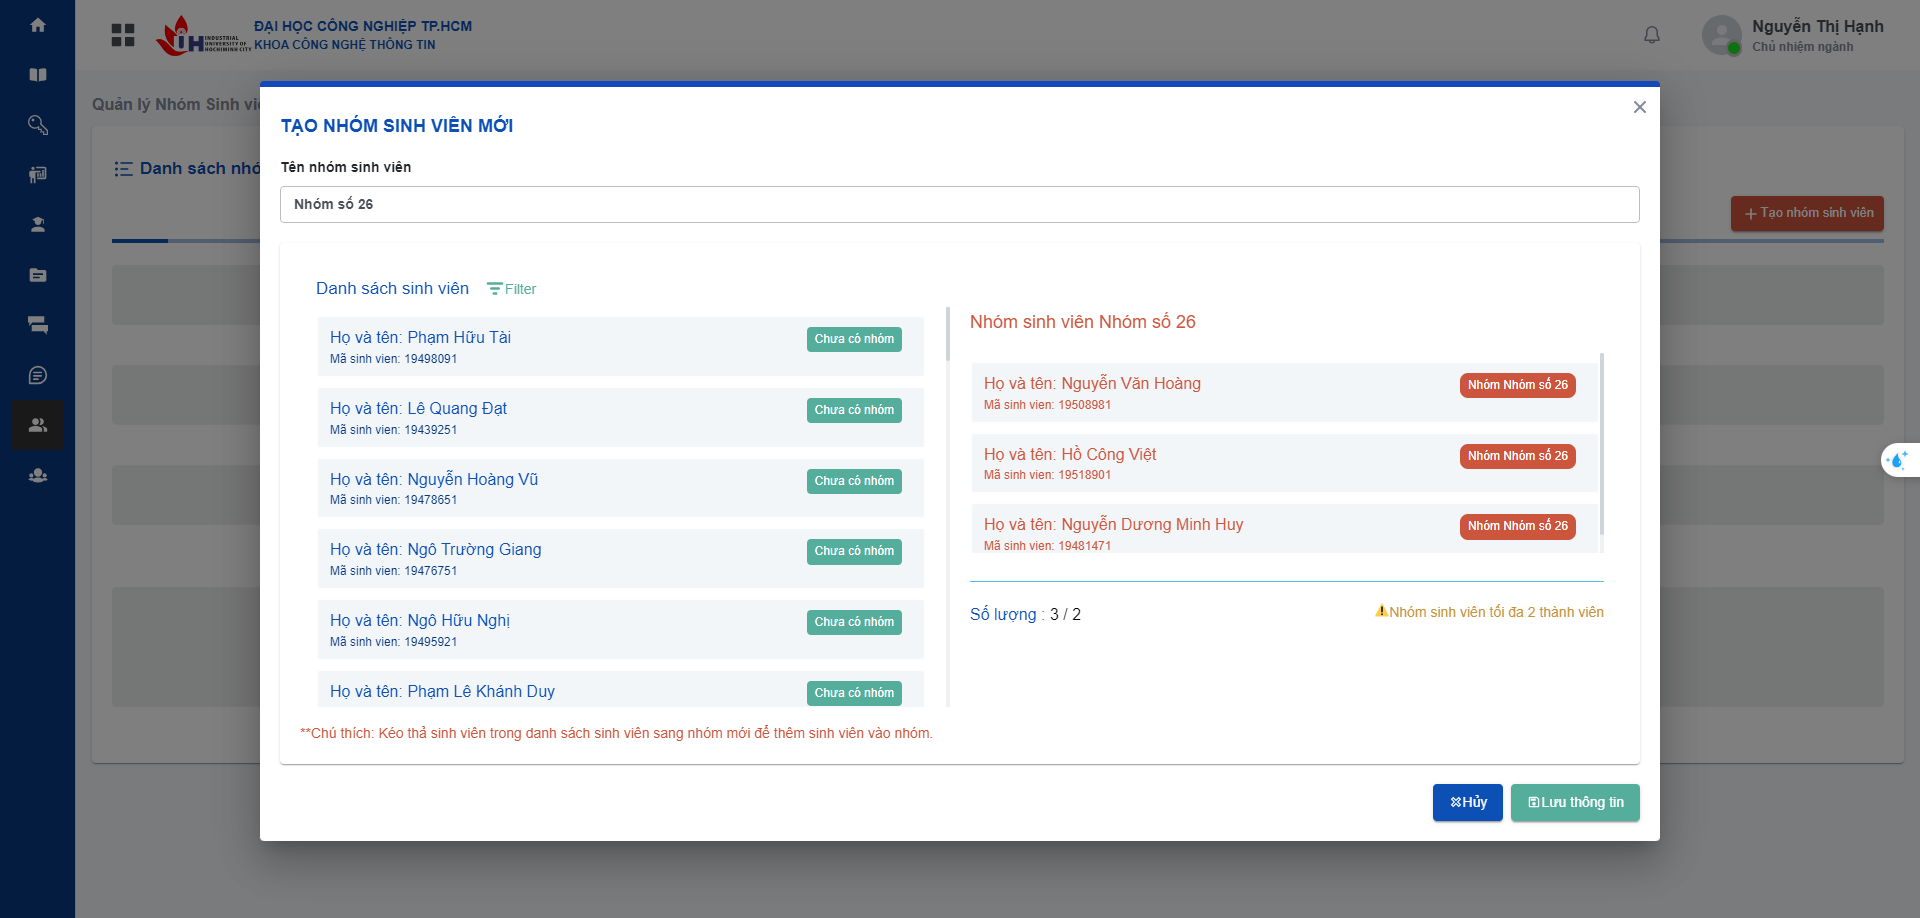 INDUSTRIAL
UNIVERSITY OF
HOCHIMINH CITY
ĐẠI HỌC CÔNG NGHIỆP TP.HCM
KHOA CÔNG NGHỆ THÔNG TIN
Nguyễn Thị Hạnh
Chủ nhiệm ngành
Quản lý Nhóm Sinh
Danh sách
Tạo nhóm sinh viên
TẠO NHÓM SINH VIÊN MỚI
Tên nhóm sinh viên
Nhóm số 26
Danh sách sinh viên
Filter
Họ và tên: Phạm Hữu Tài
Mã sinh vien: 19498091
Chưa có nhóm
Họ và tên: Lê Quang Đạt
Mã sinh vien: 19439251
Chưa có nhóm
Họ và tên: Nguyễn Hoàng Vũ
Mã sinh vien: 19478651
Chưa có nhóm
Họ và tên: Ngô Trường Giang
Mã sinh vien: 19476751
Chưa có nhóm
Họ và tên: Ngô Hữu Nghị
Mã sinh vien: 19495921
Chưa có nhóm
Họ và tên: Phạm Lê Khánh Duy
Chưa có nhóm
Nhóm sinh viên Nhóm số 26
Họ và tên: Nguyễn Văn Hoàng
Mã sinh vien: 19508981
Nhóm Nhóm số 26
Họ và tên: Hồ Công Việt
Mã sinh vien: 19518901
Nhóm Nhóm số 26
Họ và tên: Nguyễn Dương Minh Huy
Mã sinh vien: 19481471
Nhóm Nhóm số 26
Số lượng : 3 / 2
Nhóm sinh viên tối đa 2 thành viên
**Chú thích: Kéo thả sinh viên trong danh sách sinh viên sang nhóm mới để thêm sinh viên vào nhóm.
Hủy
Lưu thông tin